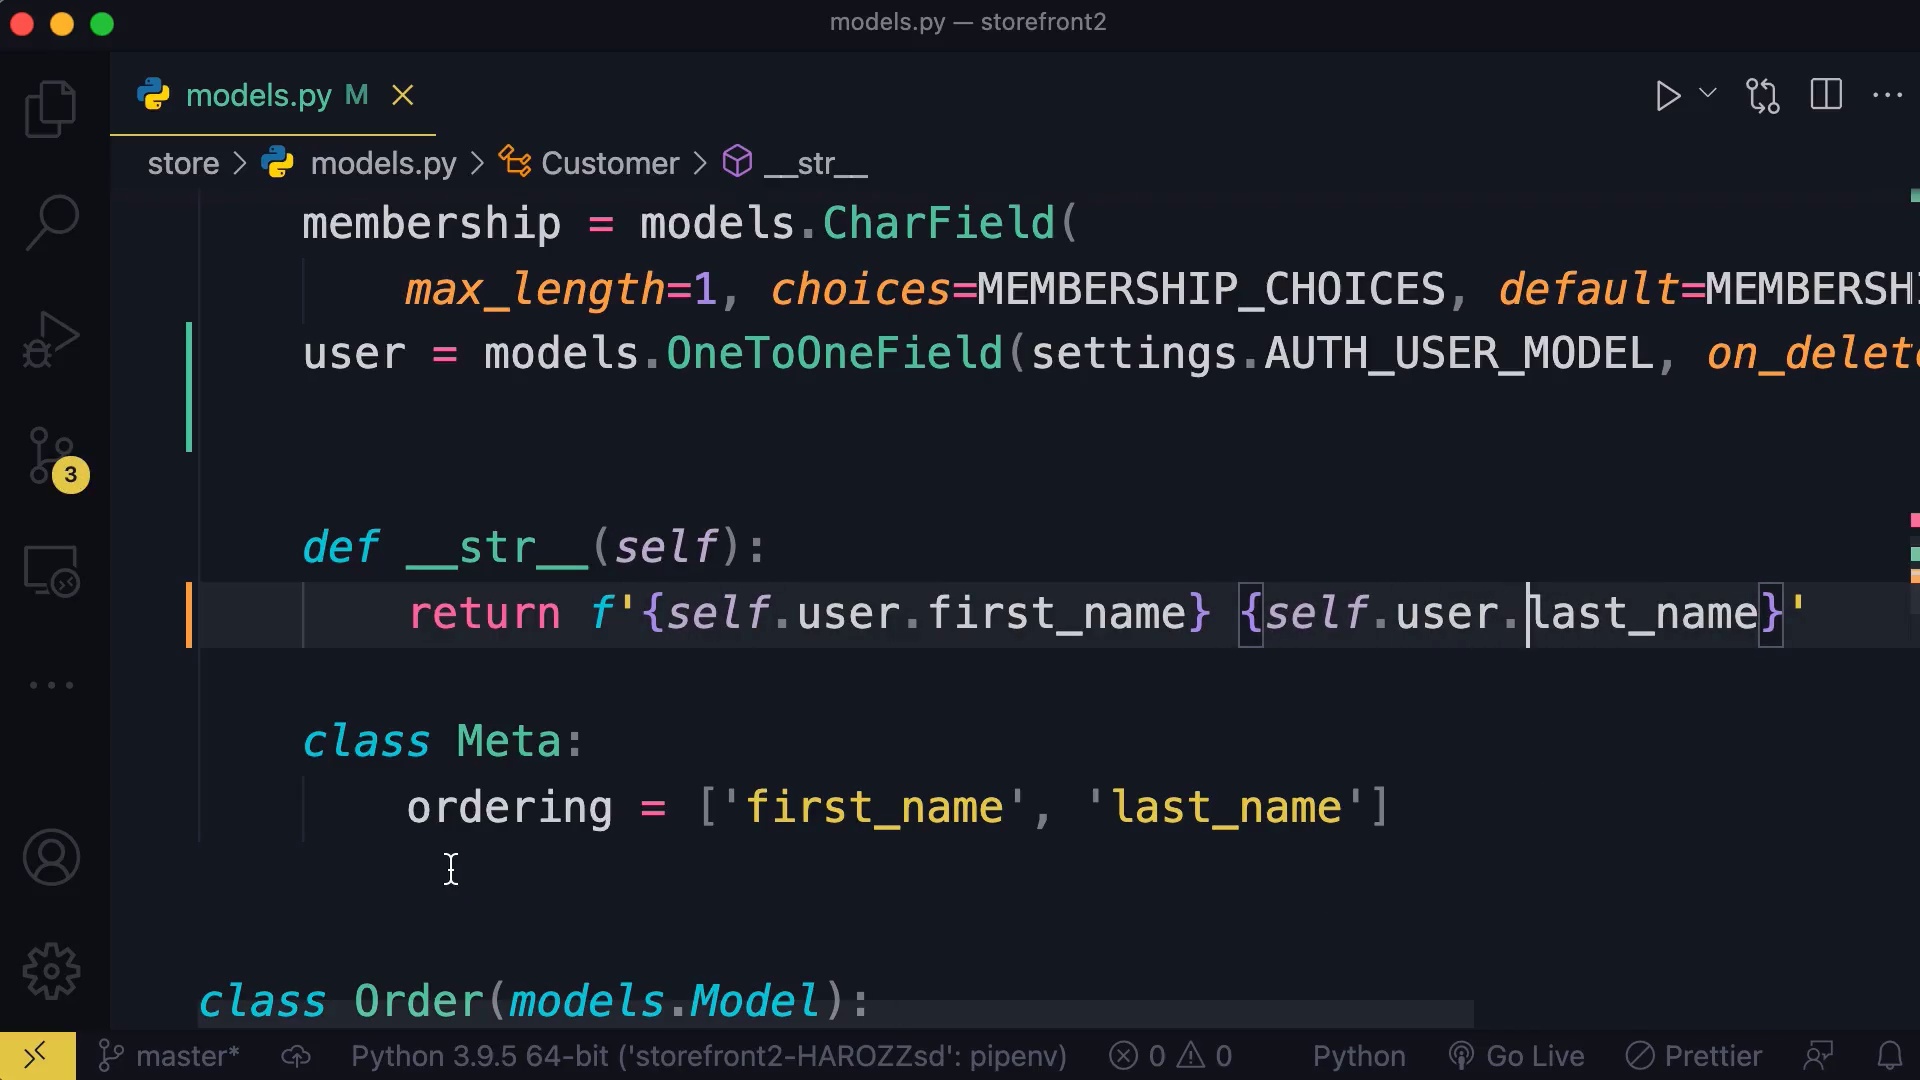 models.py — storefront2
models.py M
store > models.py > Customer > __str__
membership = models.CharField(
max_length=1, choices=MEMBERSHIP_CHOICES, default=MEMBERSHI
user = models.OneToOneField(settings.AUTH_USER_MODEL, on_delete
3
def __str__(self):
return f'{self.user.first_name} {self.user.last_name}'
class Meta:
ordering = ['first_name', 'last_name']
class Order(models.Model):
master* Python 3.9.5 64-bit ('storefront2-HAROZZsd': pipenv) 0 0 Python Go Live Prettier